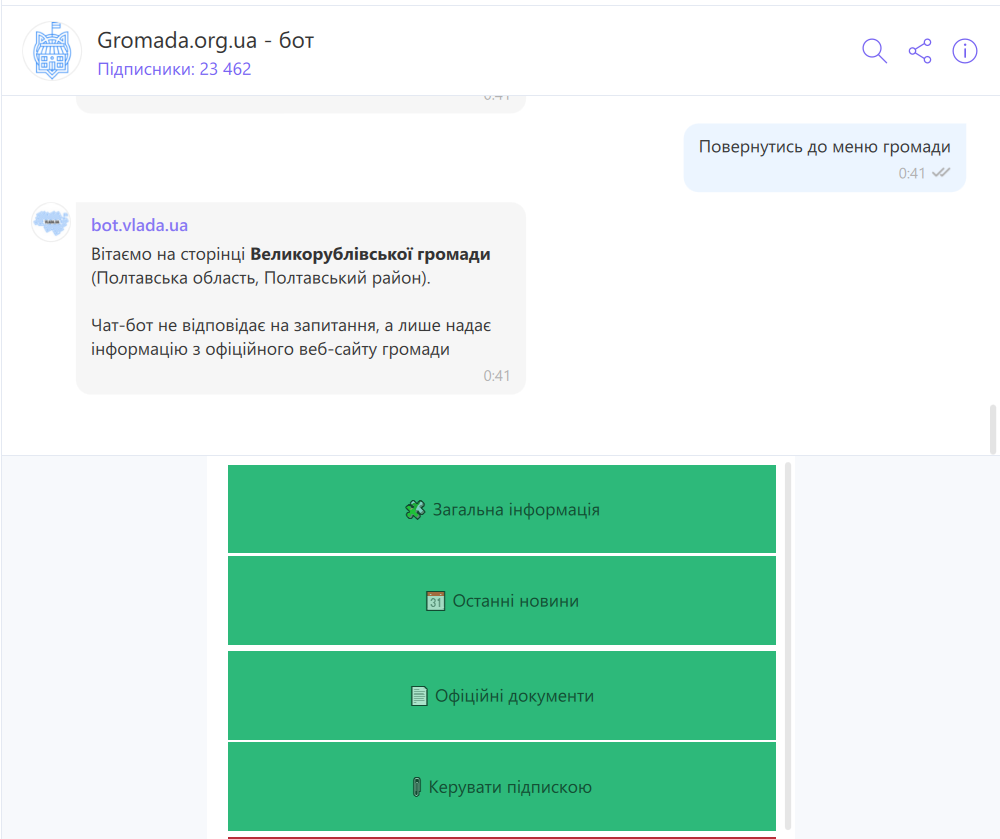 Gromada.org.ua - бот
Підписники: 23 462
0:41
Повернутись до меню громади
0:41
bot.vlada.ua
Вітаємо на сторінці Великорублівської громади
(Полтавська область, Полтавський район).
Чат-бот не відповідає на запитання, а лише надає
інформацію з офіційного веб-сайту громади
0:41
Загальна інформація
31 Останні новини
Офіційні документи
Керувати підпискою